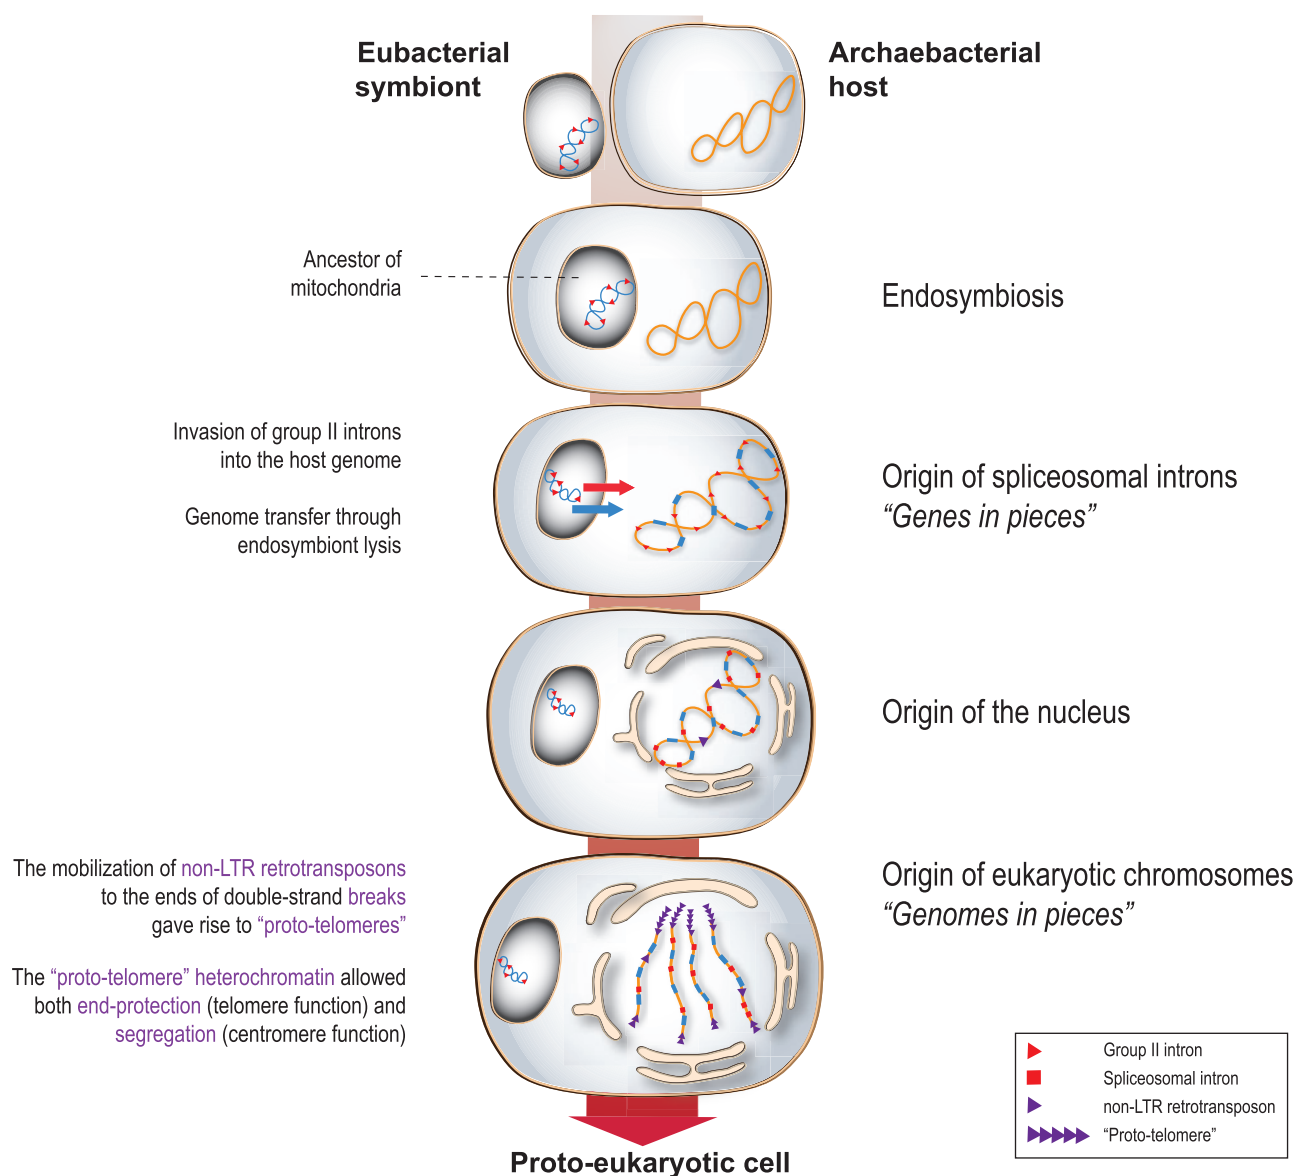 Eubacterial
symbiont
Archaebacterial
host
Ancestor of
mitochondria
Endosymbiosis
Invasion of group II introns
into the host genome
Genome transfer through
endosymbiont lysis
Origin of spliceosomal introns
“Genes in pieces”
Origin of the nucleus
The mobilization of non-LTR retrotransposons
to the ends of double-strand breaks
gave rise to “proto-telomeres”
The “proto-telomere” heterochromatin allowed
both end-protection (telomere function) and
segregation (centromere function)
Origin of eukaryotic chromosomes
“Genomes in pieces”
Group II intron
Spliceosomal intron
non-LTR retrotransposon
“Proto-telomere”
Proto-eukaryotic cell